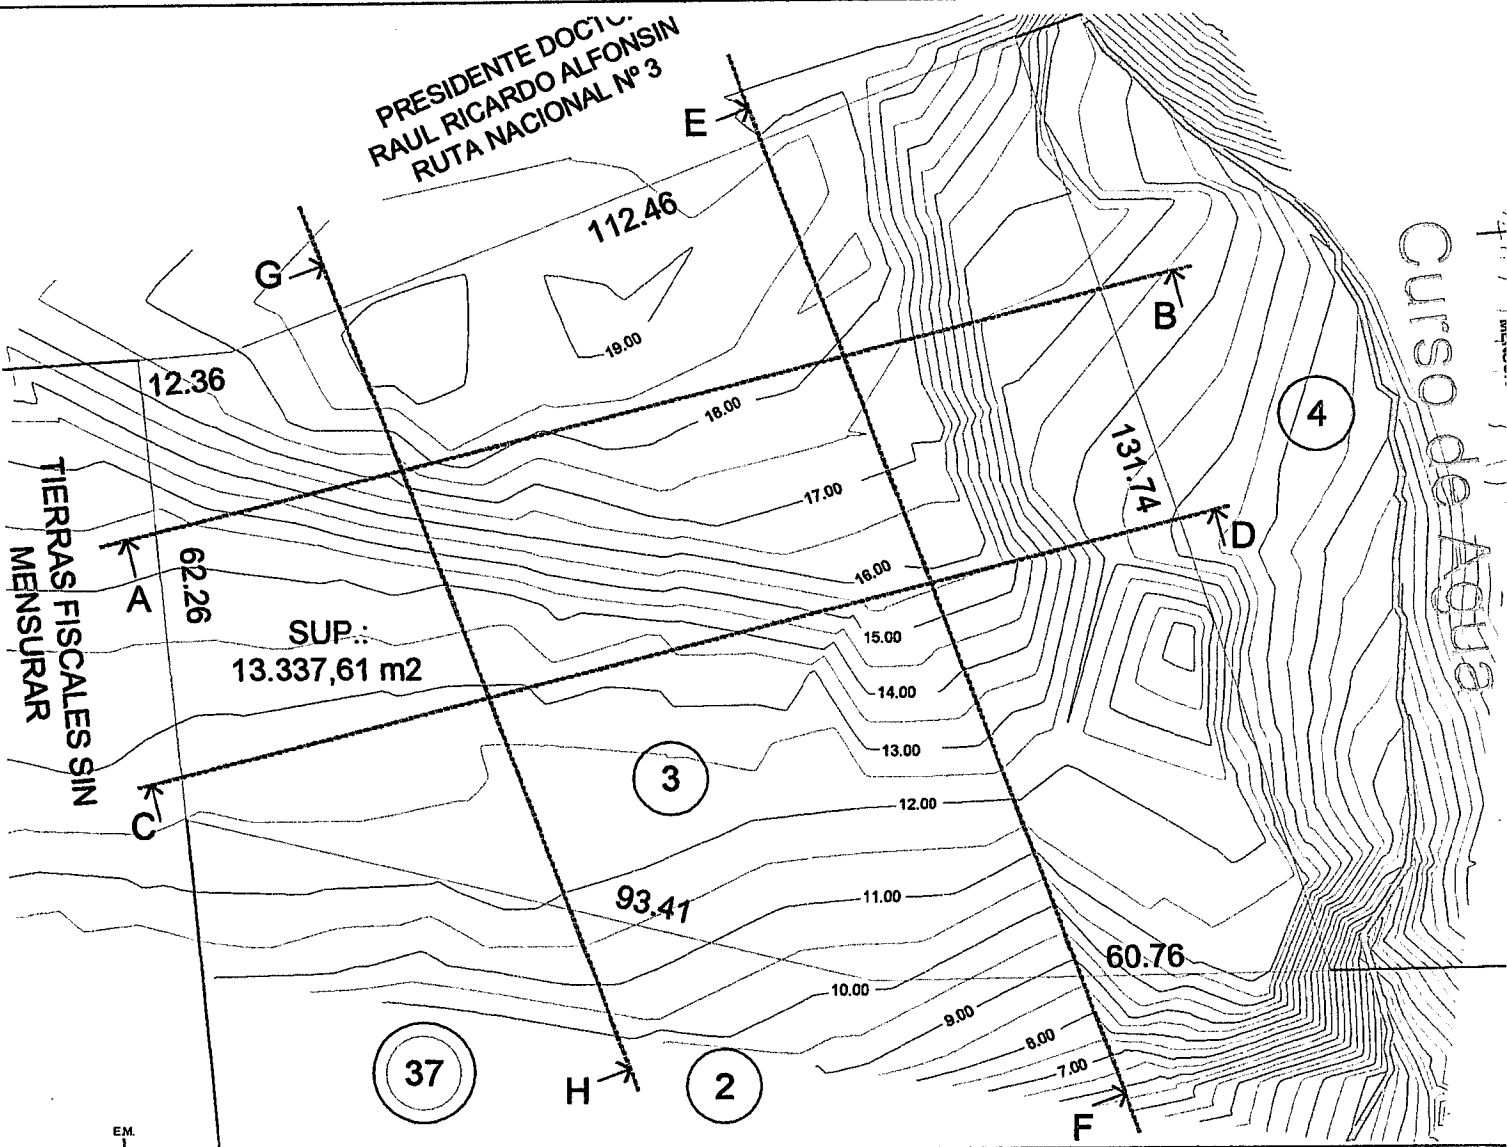 PRESIDENTE
RAUL RICARDO ALFONSIN
RUTA NACIONAL Nº 3
E
112.46
G
19.00
B
Curso de Agua
12.36
18.00
4
131.74
17.00
TIERRAS FISCALES SIN
MENSURAR
A
62.26
16.00
D
SUP.:
13.337,61 m2
15.00
14.00
13.00
3
12.00
C
93.41
11.00
60.76
10.00
9.00
8.00
7.00
37
H
2
F
E.M.